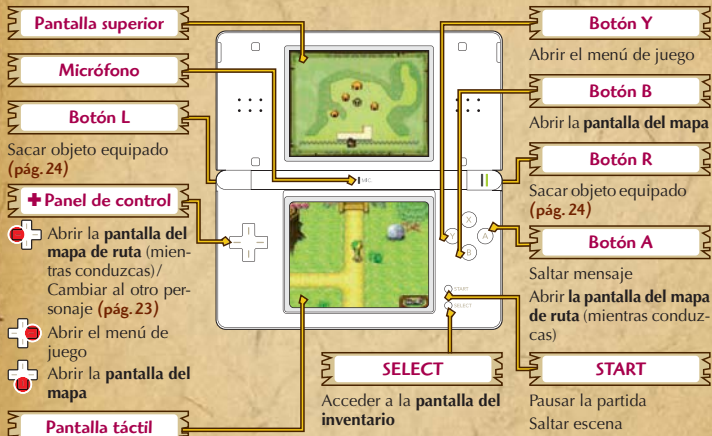 Pantalla superior
Micrófono
Botón L
Sacar objeto equipado
(pág. 24)
+Panel de control
Abrir la pantalla del
mapa de ruta (mien-
tras conduzcas)/
Cambiar al otro per-
sonaje (pág. 23)
Abrir el menú de
juego
Abrir la pantalla del
mapa
Pantalla táctil
MIC.
X
Y
A
B
START
SELECT
SELECT
Acceder a la pantalla del
inventario
Botón Y
Abrir el menú de juego
Botón B
Abrir la pantalla del mapa
Botón R
Sacar objeto equipado
(pág. 24)
Botón A
Saltar mensaje
Abrir la pantalla del mapa
de ruta (mientras conduz-
cas)
START
Pausar la partida
Saltar escena